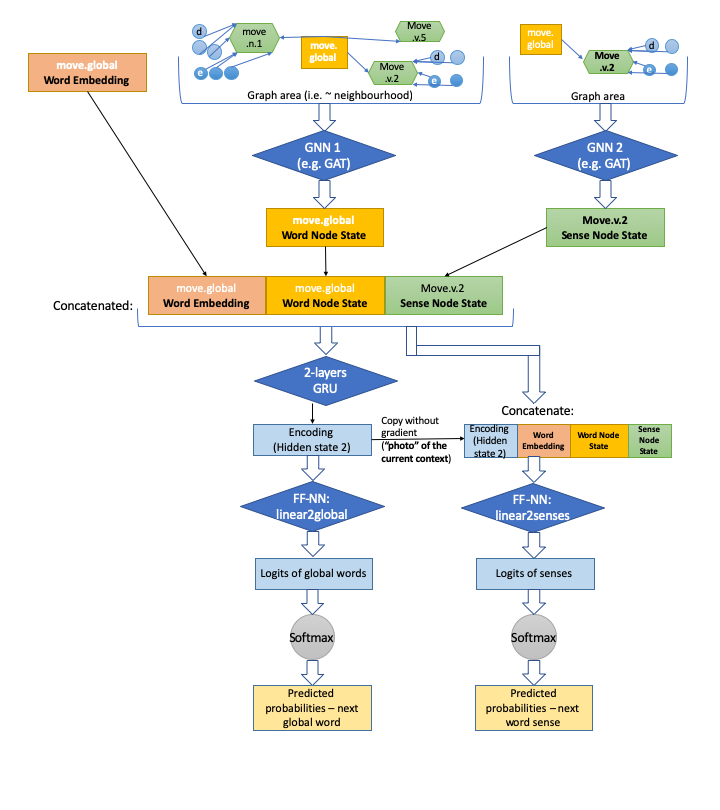 move.global
Word Embedding
d
e
move
.n.1
move.
global
Move
.v.5
Move
.v.2
d
e
Graph area (i.e. ~ neighbourhood)
move.
global
Move
.v.2
d
e
Graph area
GNN 1
(e.g. GAT)
GNN 2
(e.g. GAT)
move.global
Word Node State
Move.v.2
Sense Node State
Concatenated:
move.global
Word Embedding
move.global
Word Node State
Move.v.2
Sense Node State
2-layers
GRU
Encoding
(Hidden state 2)
Copy without
gradient
(“photo” of the
current context)
Concatenate:
Encoding
(Hidden
state 2)
Word
Embedding
Word Node
State
Sense
Node
State
FF-NN:
linear2global
FF-NN:
linear2senses
Logits of global words
Logits of senses
Softmax
Softmax
Predicted
probabilities – next
global word
Predicted
probabilities – next
word sense